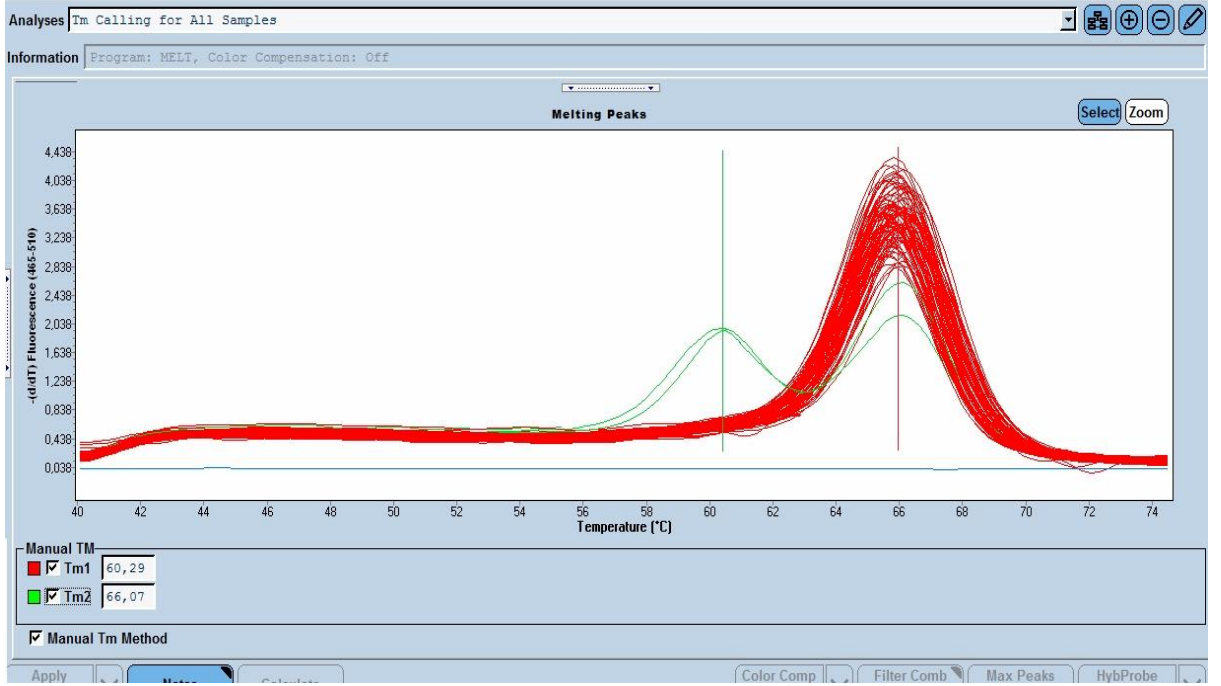 Analyses Tm Calling for All Samples
Information Program: MELT, Color Compensation: Off
Melting Peaks
Select Zoom
-(d/dT) Fluorescence (465-510)
4,438
4,038
3,638
3,238
2,838
2,438
2,038
1,638
1,238
0,838
0,438
0,038
40 42 44 46 48 50 52 54 56 58 60 62 64 66 68 70 72 74
Temperature (°C)
Manual TM
Tm1 60,29
Tm2 66,07
Manual Tm Method
Apply Notes Calculate Color Comp Filter Comb Max Peaks HybProbe